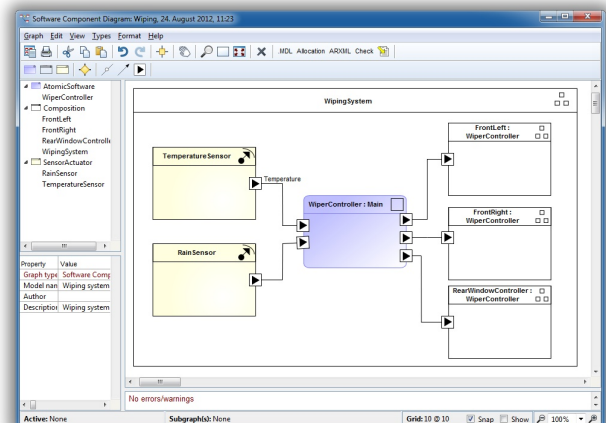 Software Component Diagram: Wiping, 24. August 2012, 11:23
Graph Edit View Types Format Help
.MDL Allocation ARXML Check
AtomicSoftware
WiperController
Composition
FrontLeft
FrontRight
RearWindowControlle
WipingSystem
SensorActuator
RainSensor
TemperatureSensor
Property Value
Graph type Software Comp
Model nan Wiping system
Author
Description Wiping system
WipingSystem
TemperatureSensor
Temperature
RainSensor
WiperController : Main
FrontLeft :
WiperController
FrontRight :
WiperController
RearWindowController :
WiperController
No errors/warnings
Active: None Subgraph(s): None Grid: 10 @ 10 Snap Show 100%